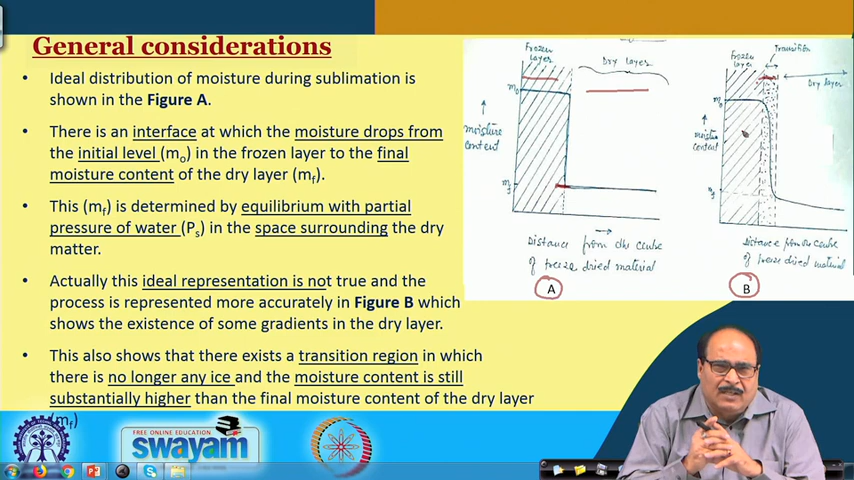 General considerations
• Ideal distribution of moisture during sublimation is
shown in the Figure A.
• There is an interface at which the moisture drops from
the initial level (mo) in the frozen layer to the final
moisture content of the dry layer (mf).
• This (mf) is determined by equilibrium with partial
pressure of water (Ps) in the space surrounding the dry
matter.
• Actually this ideal representation is not true and the
process is represented more accurately in Figure B which
shows the existence of some gradients in the dry layer.
• This also shows that there exists a transition region in which
there is no longer any ice and the moisture content is still
substantially higher than the final moisture content of the dry layer
(mf)
Frozen
layer
Dry layer
mo
moisture
content
mf
Distance from the centre
of freeze dried material
A
Frozen
layer
Transition
Dry layer
mo
moisture
content
mf
Distance from the centre
of freeze dried material
B
FREE ONLINE EDUCATION
swayam